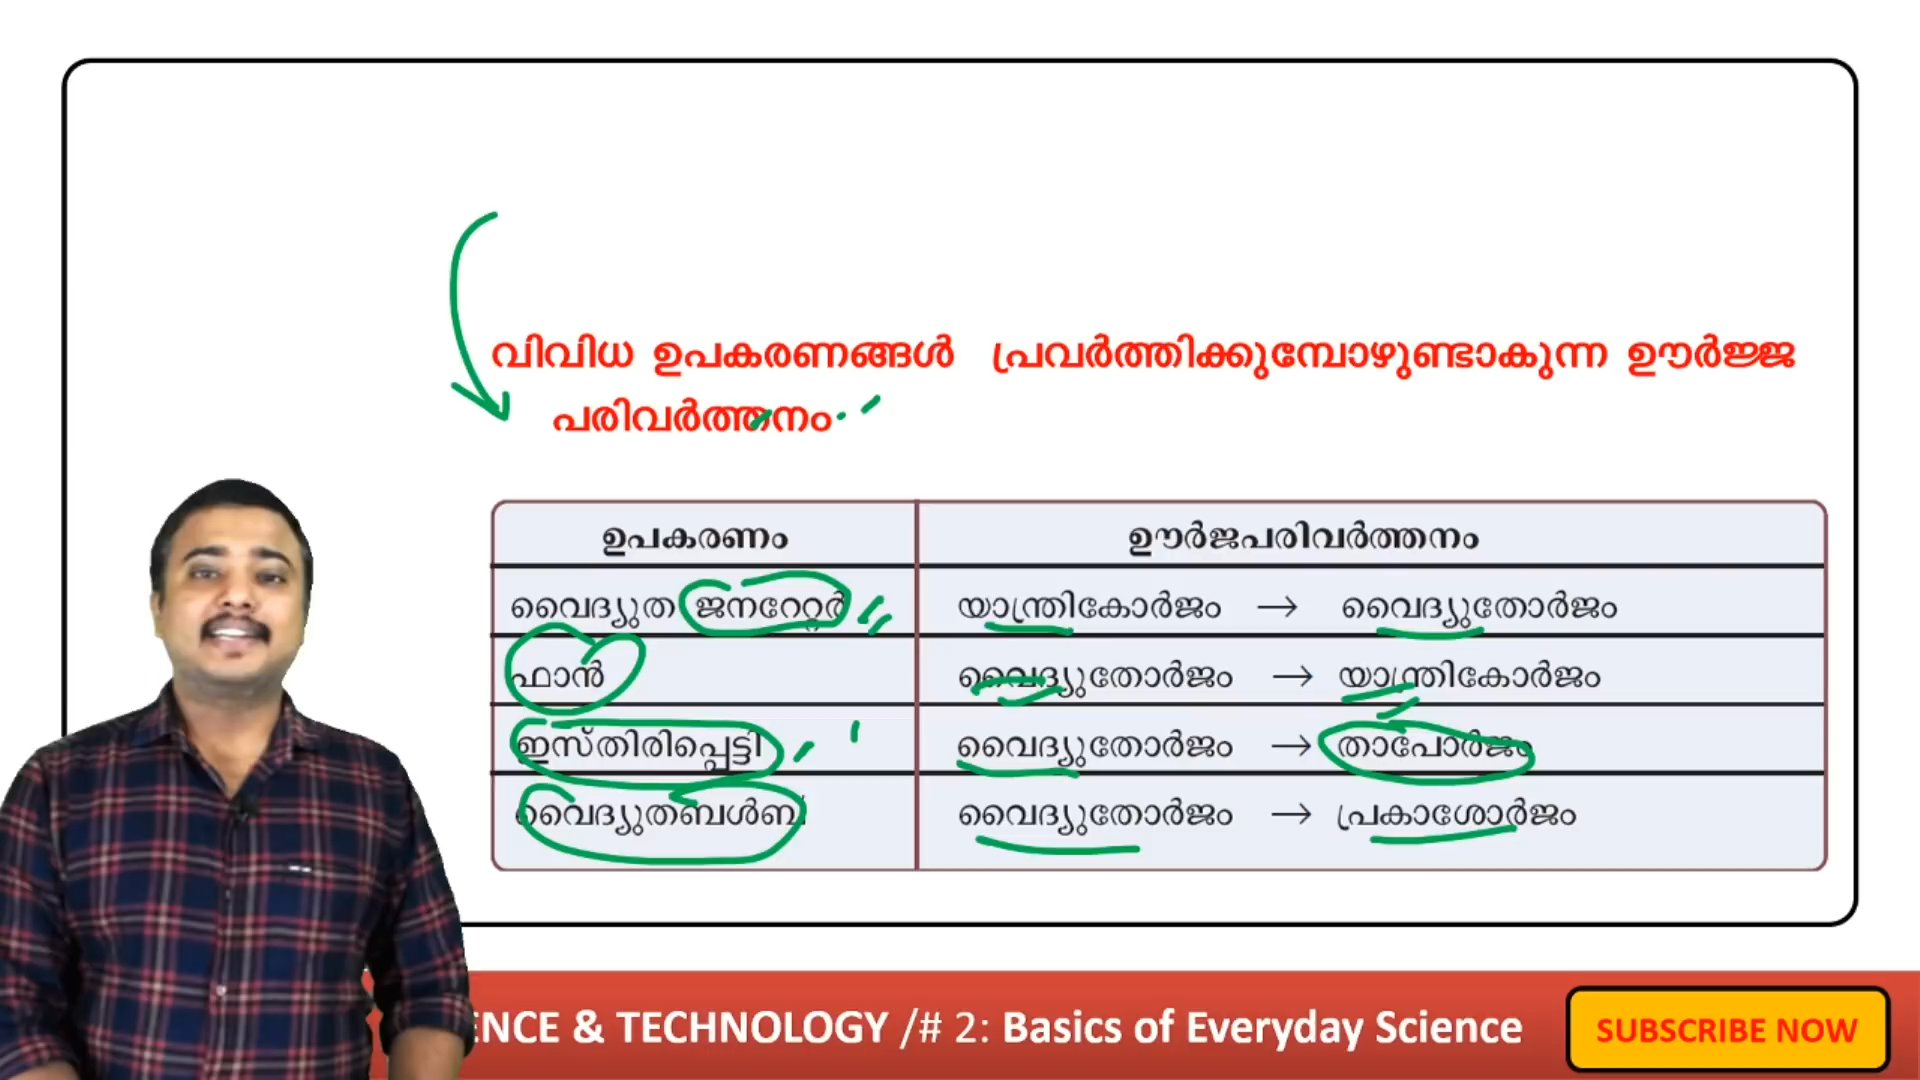 വിവിധ ഉപകരണങ്ങൾ പ്രവർത്തിക്കുമ്പോഴുണ്ടാകുന്ന ഊർജ്ജ
പരിവർത്തനം
ഉപകരണം ഊർജപരിവർത്തനം
വൈദ്യുത ജനറേറ്റർ യാന്ത്രികോർജം → വൈദ്യുതോർജം
ഫാൻ വൈദ്യുതോർജം → യാന്ത്രികോർജം
ഇസ്തിരിപ്പെട്ടി വൈദ്യുതോർജം → താപോർജം
വൈദ്യുതബൾബ് വൈദ്യുതോർജം → പ്രകാശോർജം
ENCE & TECHNOLOGY /# 2: Basics of Everyday Science
SUBSCRIBE NOW